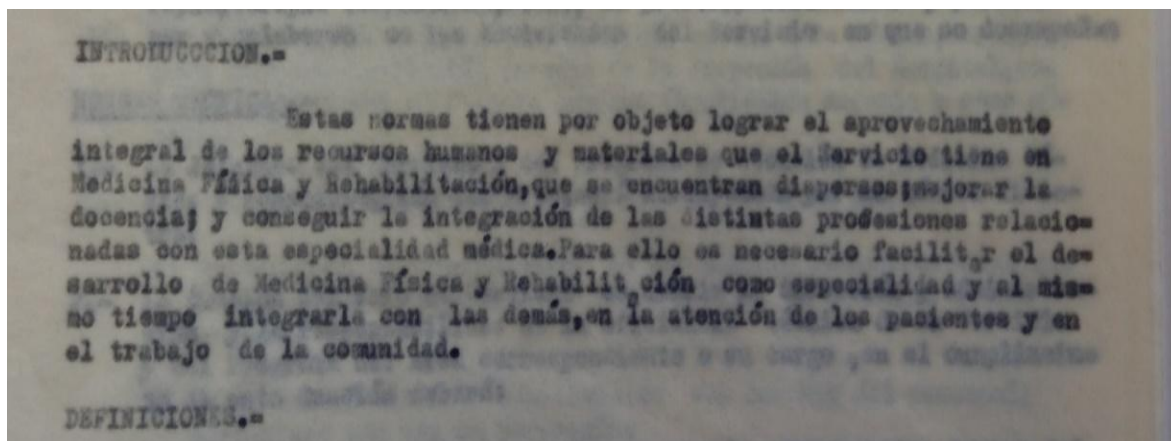 INTRODUCCCION.=
Estas normas tienen por objeto lograr el aprovechamiento
integral de los recursos humanos y materiales que el Servicio tiene en
Medicina Física y Rehabilitación,que se encuentran dispersos;mejorar la
docencia; y conseguir la integración de las distintas profesiones relacio=
nadas con esta especialidad médica.Para ello es necesario facilitar el de=
sarrollo de Medicina Física y Rehabilitación como especialidad y al mis=
mo tiempo integrarla con las demás,en la atención de los pacientes y en
el trabajo de la comunidad.
DEFINICIONES.=